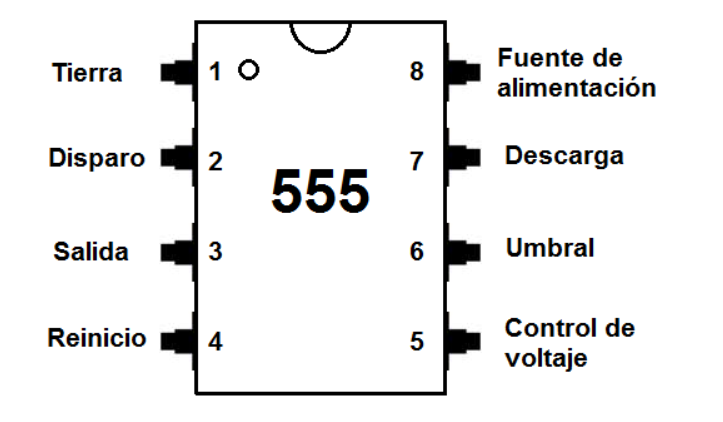 Tierra 1 8 Fuente de
alimentación
Disparo 2 7 Descarga
555
Salida 3 6 Umbral
Reinicio 4 5 Control de
voltaje